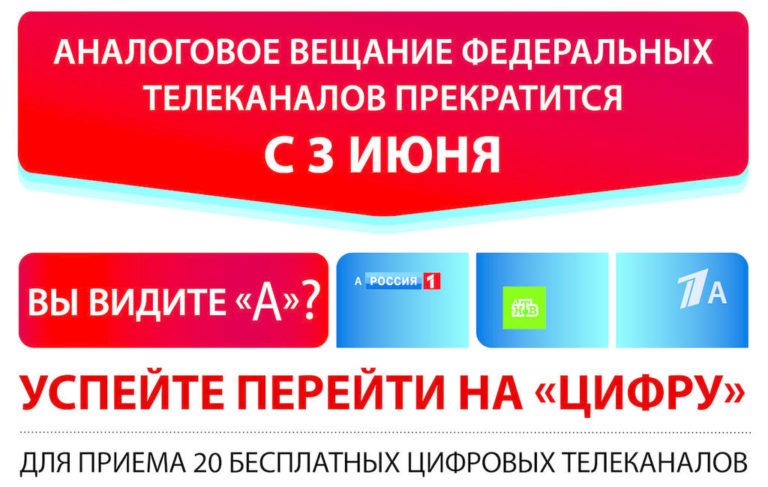 АНАЛОГОВОЕ ВЕЩАНИЕ ФЕДЕРАЛЬНЫХ
ТЕЛЕКАНАЛОВ ПРЕКРАТИТСЯ
С 3 ИЮНЯ
ВЫ ВИДИТЕ «А»?
А РОССИЯ 1
А
НТВ
1 А
УСПЕЙТЕ ПЕРЕЙТИ НА «ЦИФРУ»
ДЛЯ ПРИЕМА 20 БЕСПЛАТНЫХ ЦИФРОВЫХ ТЕЛЕКАНАЛОВ